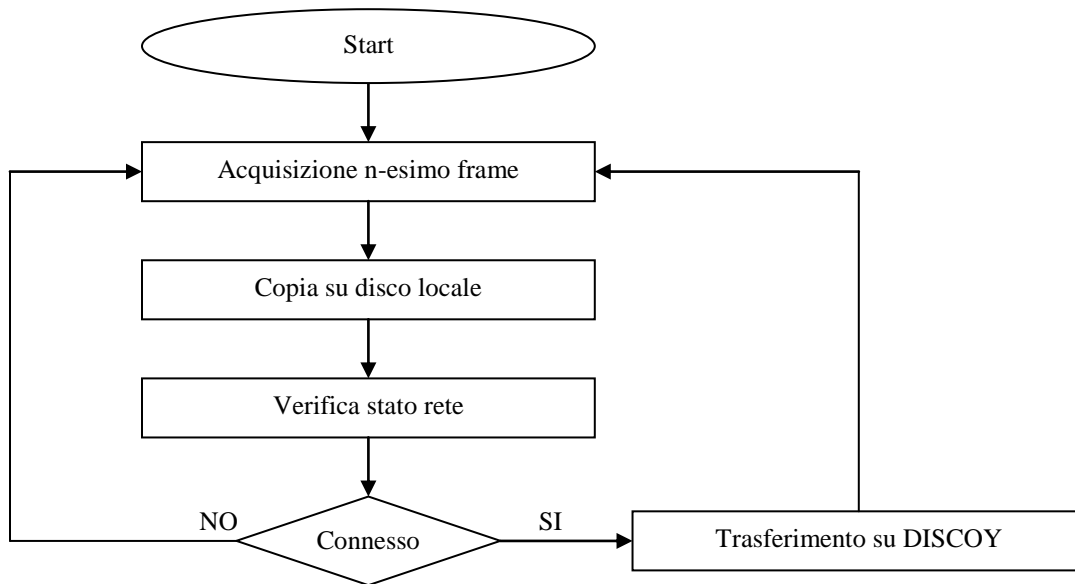 Start
Acquisizione n-esimo frame
Copia su disco locale
Verifica stato rete
NO
Connesso
SI
Trasferimento su DISCOY